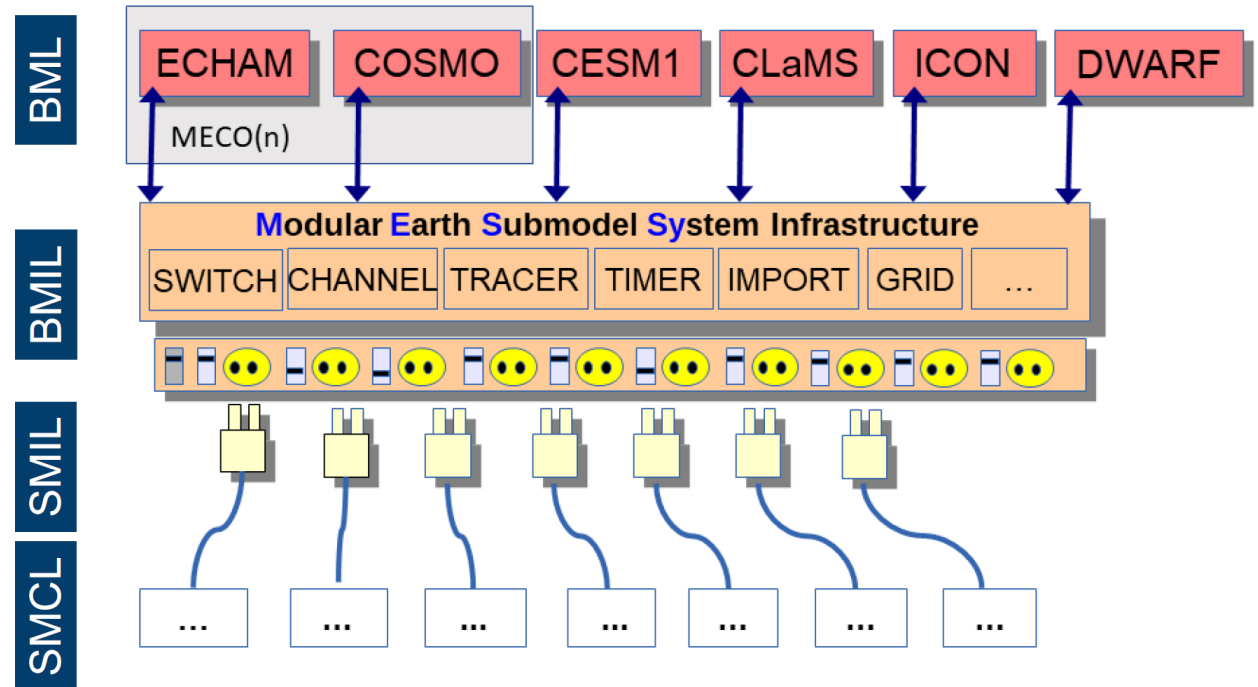 BML
ECHAM COSMO CESM1 CLaMS ICON DWARF
MECO(n)
BMIL
Modular Earth Submodel System Infrastructure
SWITCH CHANNEL TRACER TIMER IMPORT GRID ...
SMIL
SMCL
... ... ... ... ... ... ...